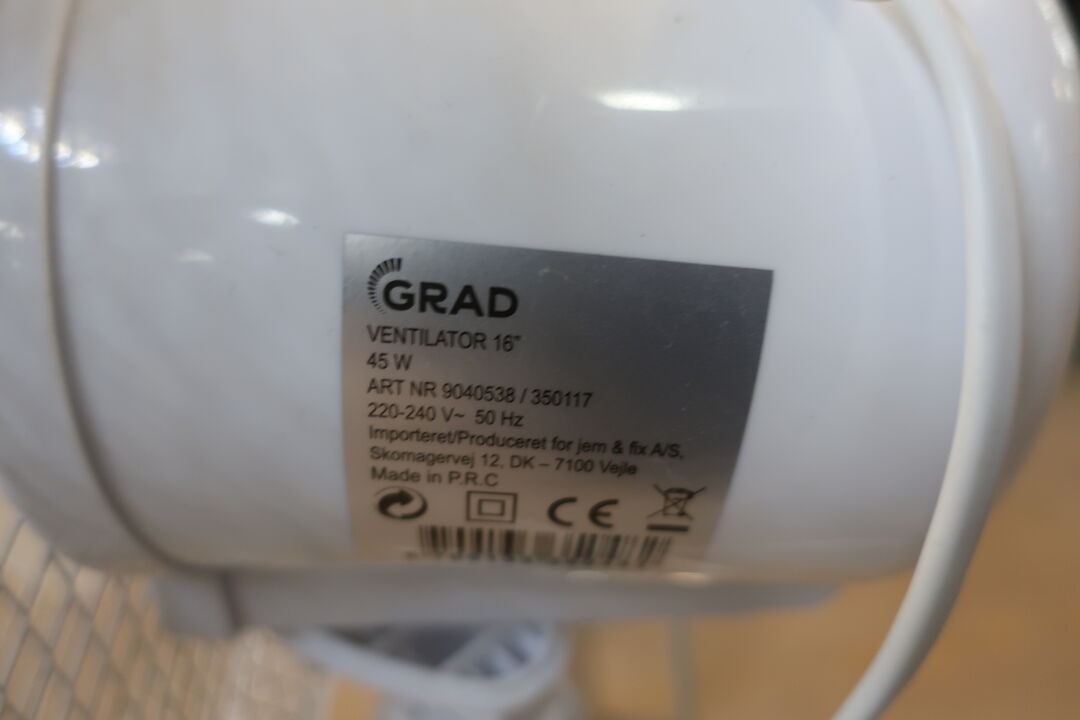 GRAD
VENTILATOR 16"
45 W
ART NR 9040538 / 350117
220-240 V~ 50 Hz
Importeret/Produceret for jem & fix A/S,
Skomagervej 12, DK – 7100 Vejle
Made in P.R.C
CE